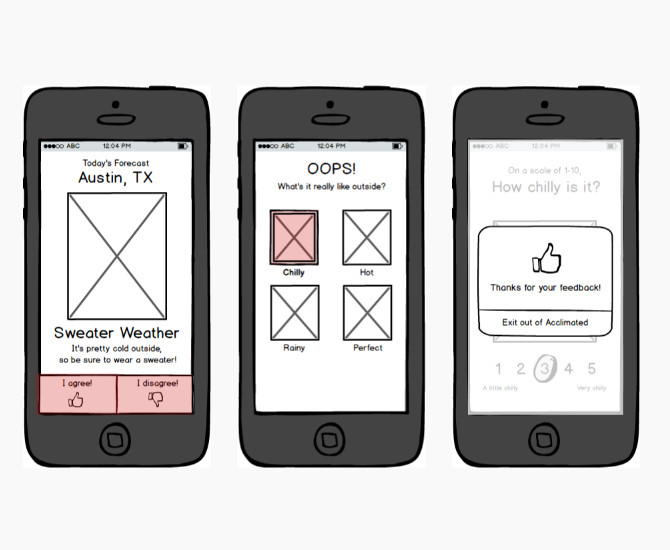 ABC 12:04 PM
Today's Forecast
Austin, TX
Sweater Weather
It's pretty cold outside,
so be sure to wear a sweater!
I agree! I disagree!
ABC 12:04 PM
OOPS!
What's it really like outside?
Chilly Hot
Rainy Perfect
ABC 12:04 PM
On a scale of 1-10,
How chilly is it?
Thanks for your feedback!
Exit out of Acclimated
1 2 3 4 5
A little chilly Very chilly